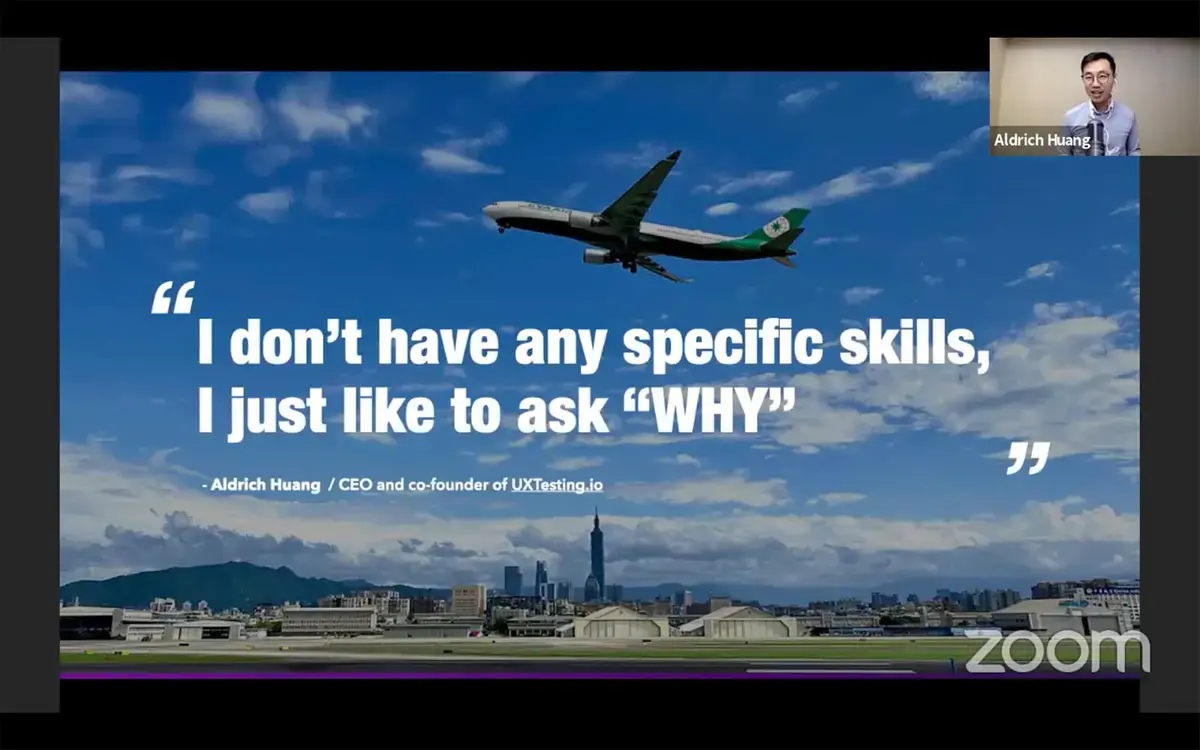 Aldrich Huang
“
I don’t have any specific skills,
I just like to ask “WHY”
”
- Aldrich Huang / CEO and co-founder of UXTesting.io
zoom